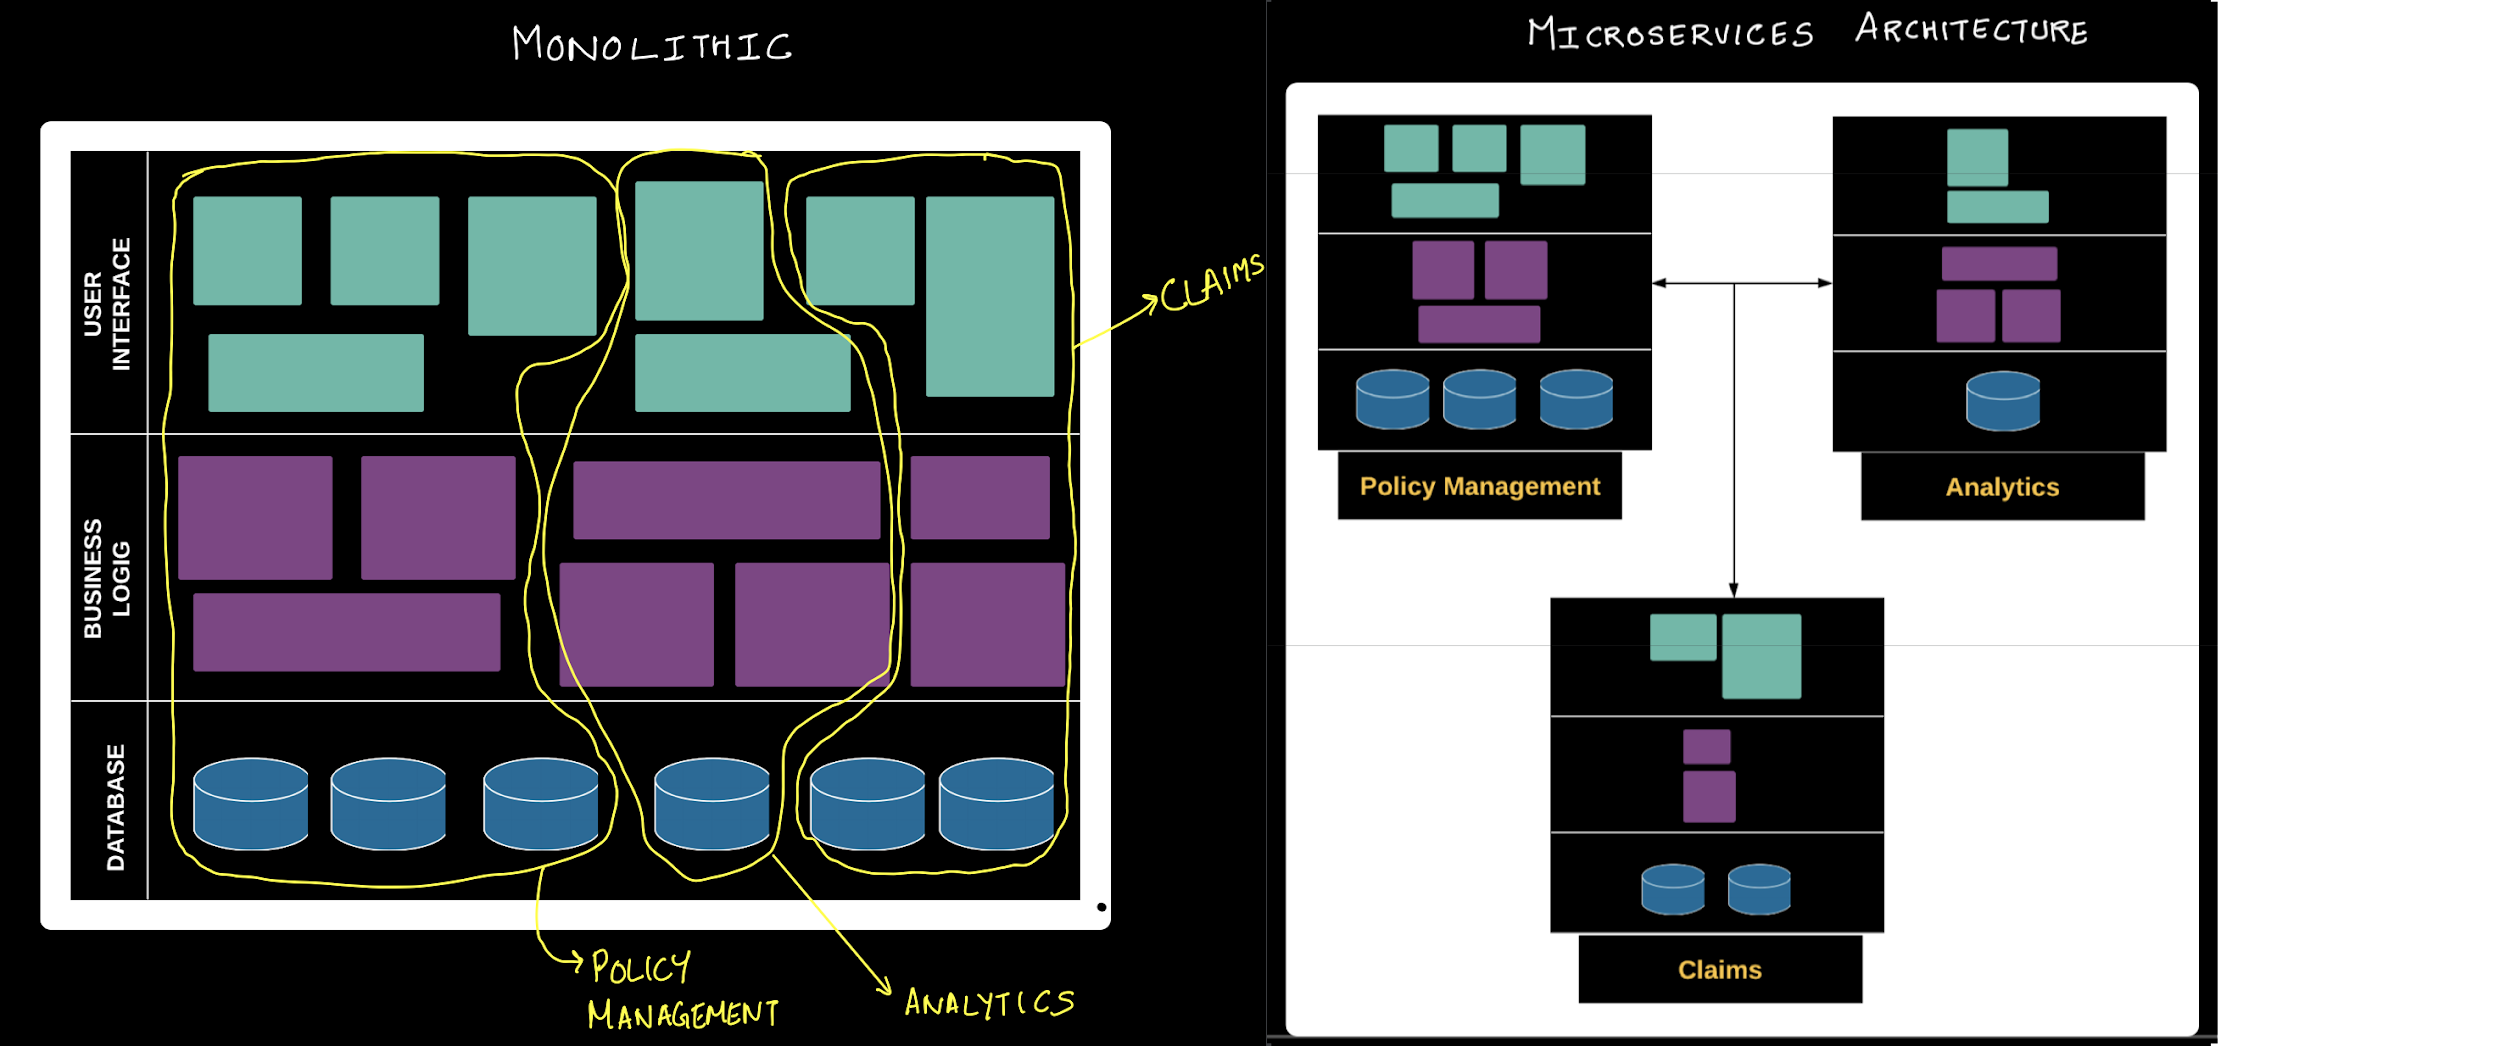 MONOLITHIC
USER
INTERFACE
BUSINESS
LOGIG
DATABASE
CLAIMS
POLICY
MANAGEMENT
ANALYTICS
MICROSERVICES ARCHITECTURE
Policy Management
Analytics
Claims